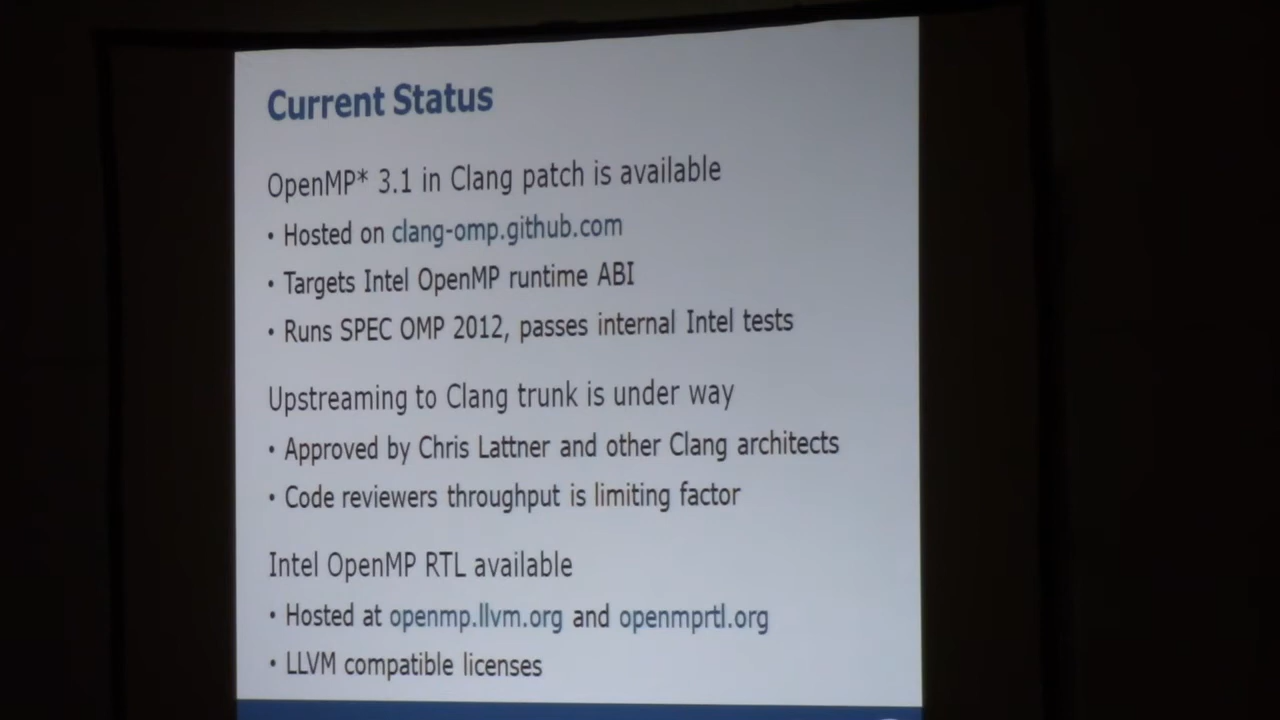 Current Status
OpenMP* 3.1 in Clang patch is available
• Hosted on clang-omp.github.com
• Targets Intel OpenMP runtime ABI
• Runs SPEC OMP 2012, passes internal Intel tests
Upstreaming to Clang trunk is under way
• Approved by Chris Lattner and other Clang architects
• Code reviewers throughput is limiting factor
Intel OpenMP RTL available
• Hosted at openmp.llvm.org and openmprtl.org
• LLVM compatible licenses